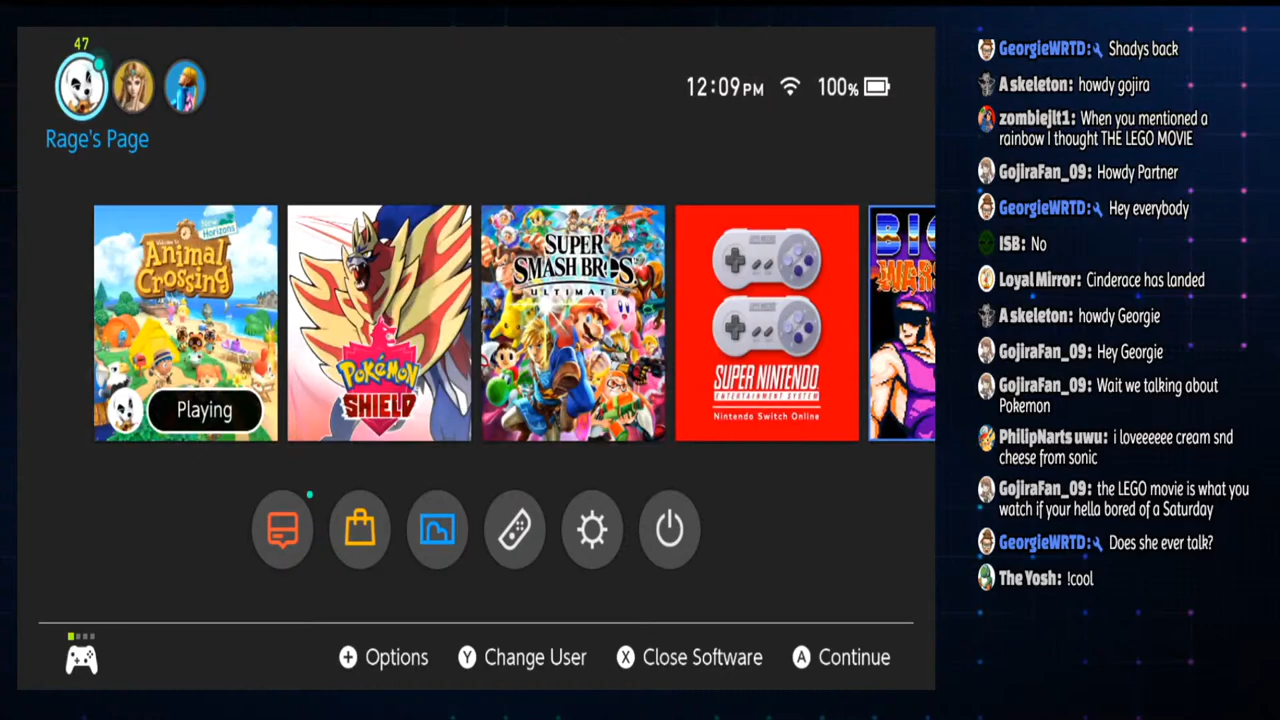 47
12:09PM 100%
Rage's Page
New Horizons
Welcome to
Animal
Crossing
Playing
POKÉMON
SHIELD
SUPER
SMASH BROS.
ULTIMATE
SUPER NINTENDO
ENTERTAINMENT SYSTEM
Nintendo Switch Online
BIG
WARS
+ Options
Y Change User
X Close Software
A Continue
GeorgieWRTD: Shadys back
A skeleton: howdy gojira
zombiejlt1: When you mentioned a
rainbow I thought THE LEGO MOVIE
GojiraFan_09: Howdy Partner
GeorgieWRTD: Hey everybody
ISB: No
Loyal Mirror: Cinderace has landed
A skeleton: howdy Georgie
GojiraFan_09: Hey Georgie
GojiraFan_09: Wait we talking about
Pokemon
PhilipNarts uwu: i loveeeeee cream snd
cheese from sonic
GojiraFan_09: the LEGO movie is what you
watch if your hella bored of a Saturday
GeorgieWRTD: Does she ever talk?
The Yosh: !cool